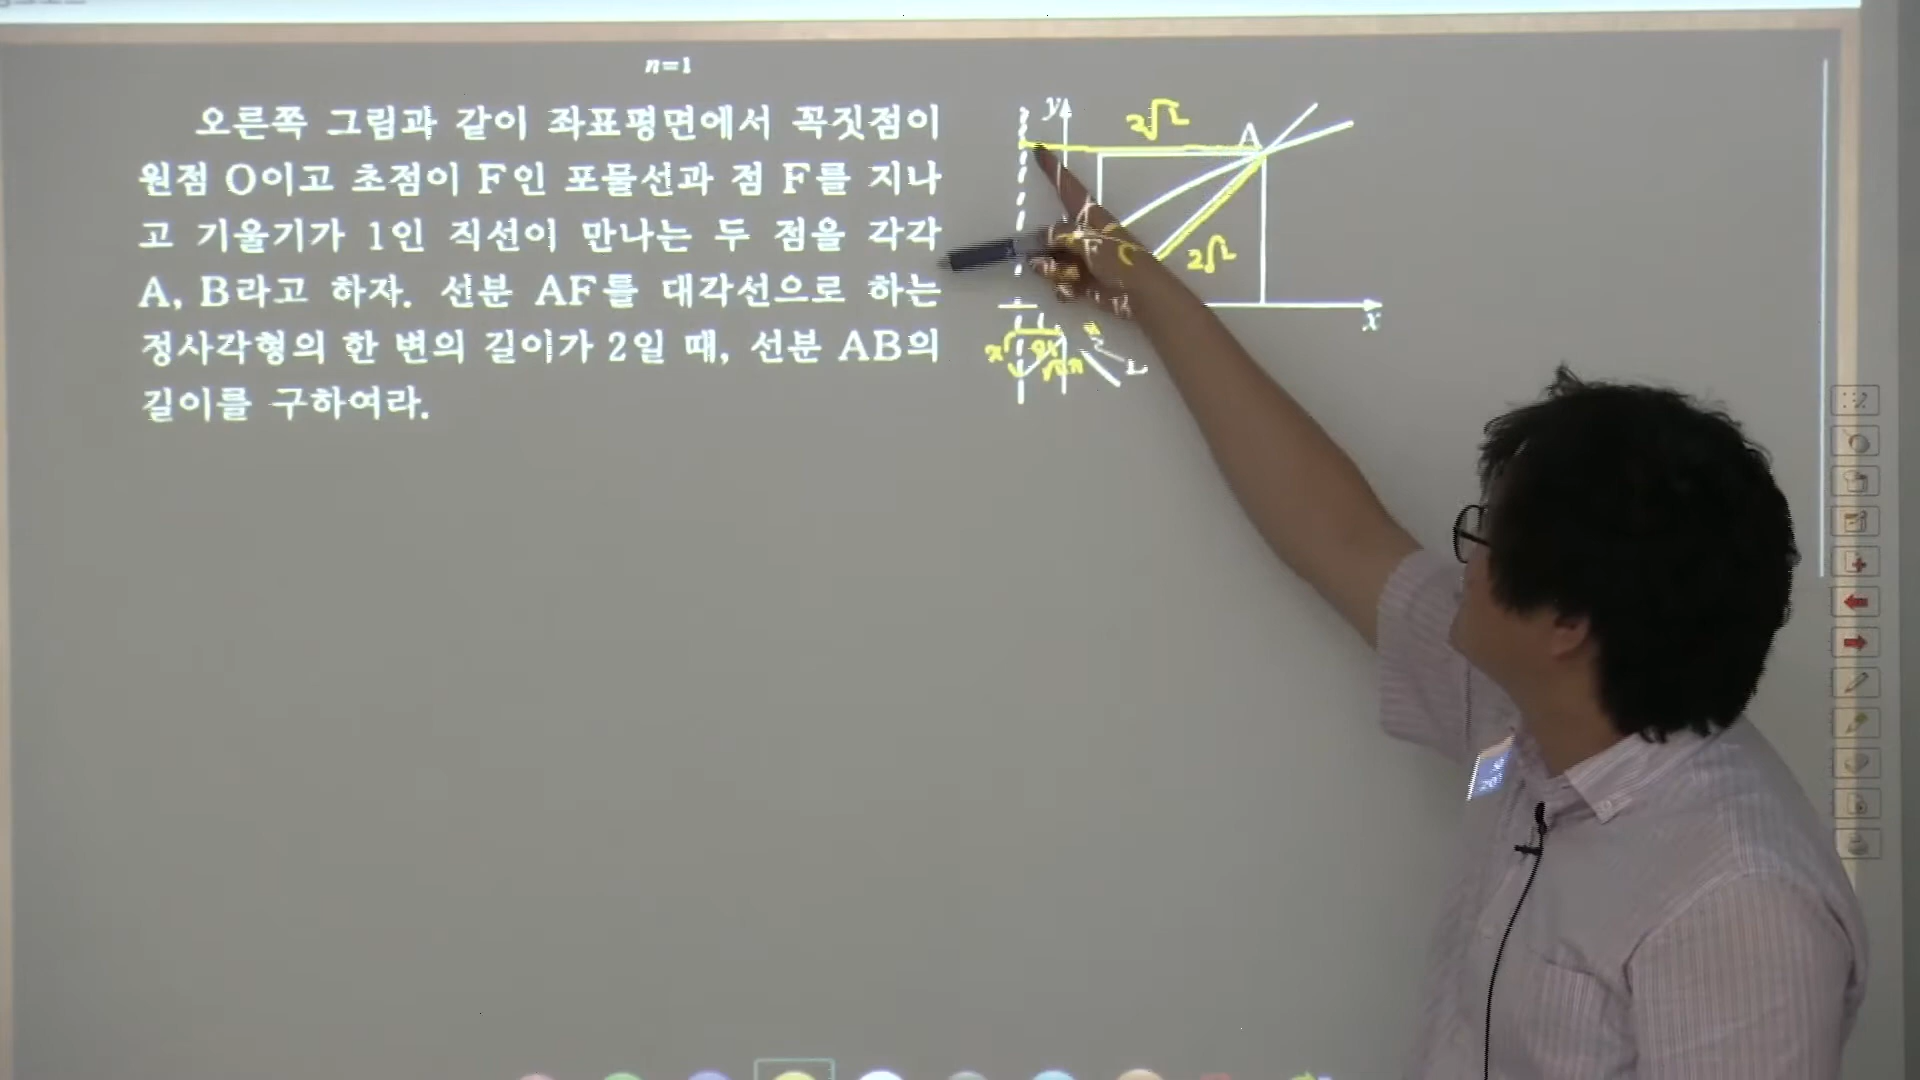 n=1
오른쪽 그림과 같이 좌표평면에서 꼭짓점이
원점 O이고 초점이 F인 포물선과 점 F를 지나
고 기울기가 1인 직선이 만나는 두 점을 각각
A, B라고 하자. 선분 AF를 대각선으로 하는
정사각형의 한 변의 길이가 2일 때, 선분 AB의
길이를 구하여라.
y
2√2
A
F
2√2
x
x